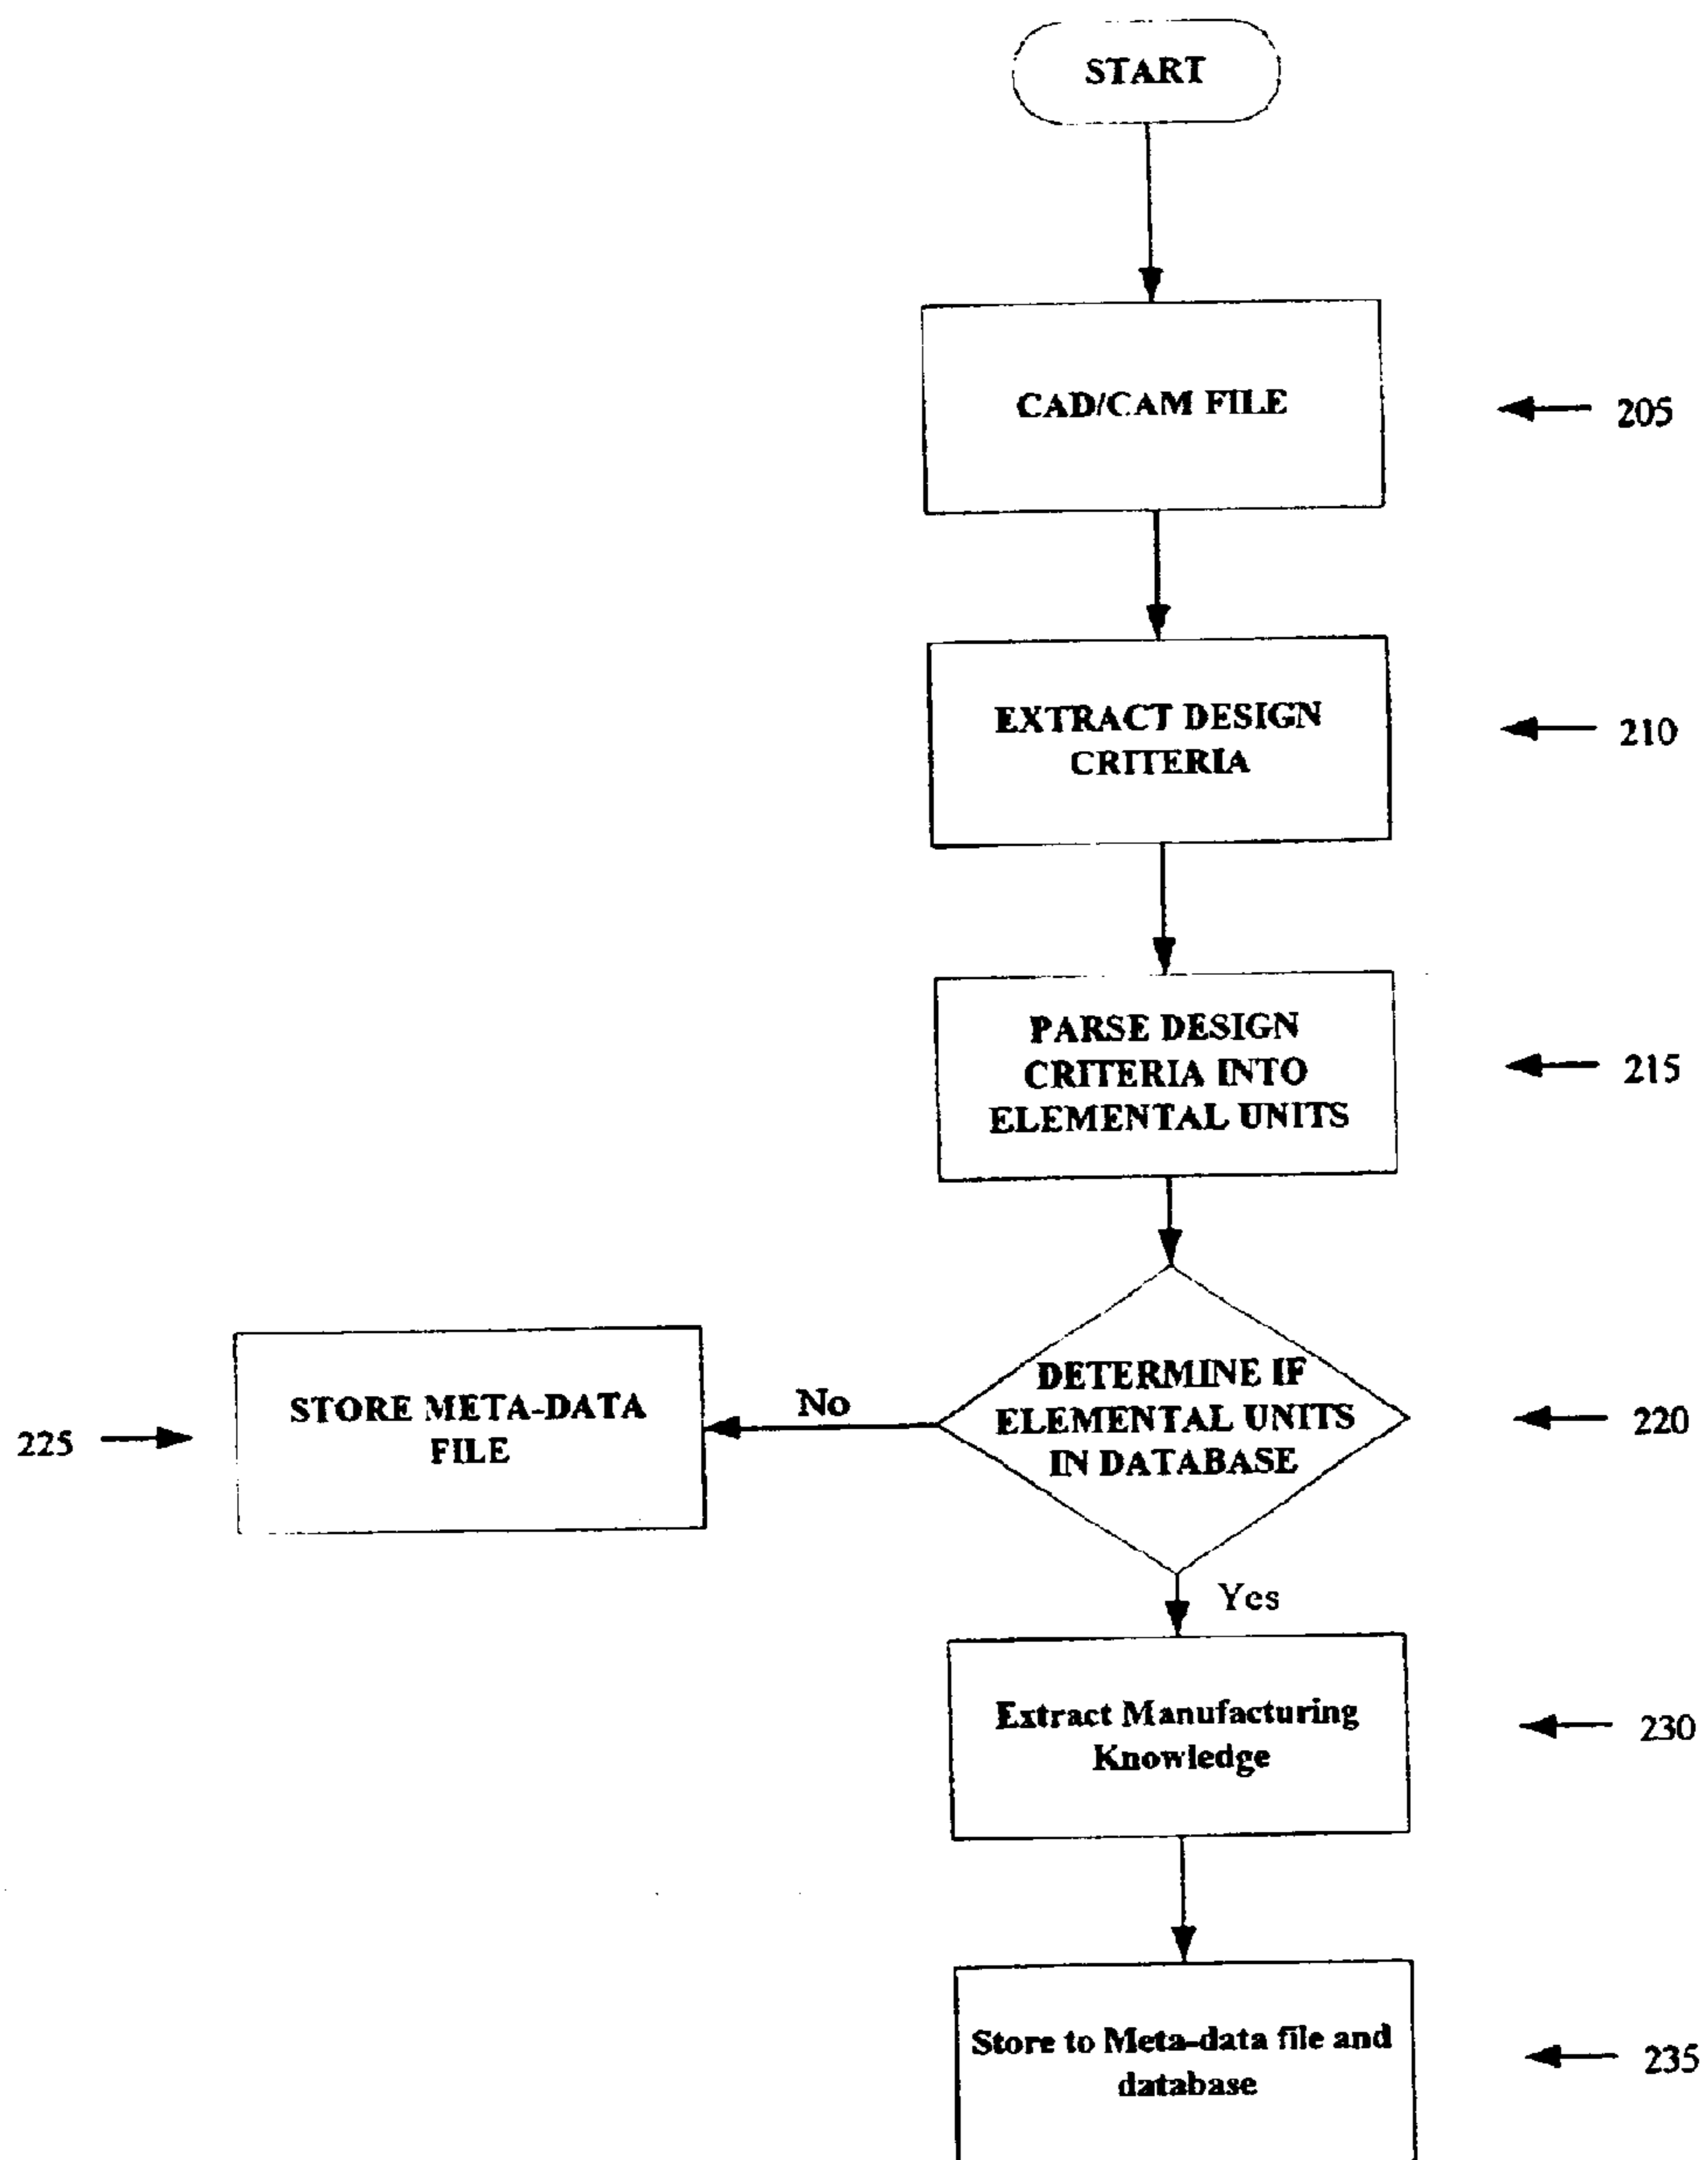 START
CAD/CAM FILE
205
EXTRACT DESIGN
CRITERIA
210
PARSE DESIGN
CRITERIA INTO
ELEMENTAL UNITS
215
DETERMINE IF
ELEMENTAL UNITS
IN DATABASE
220
No
STORE META-DATA
FILE
225
Yes
Extract Manufacturing
Knowledge
230
Store to Meta-data file and
database
235